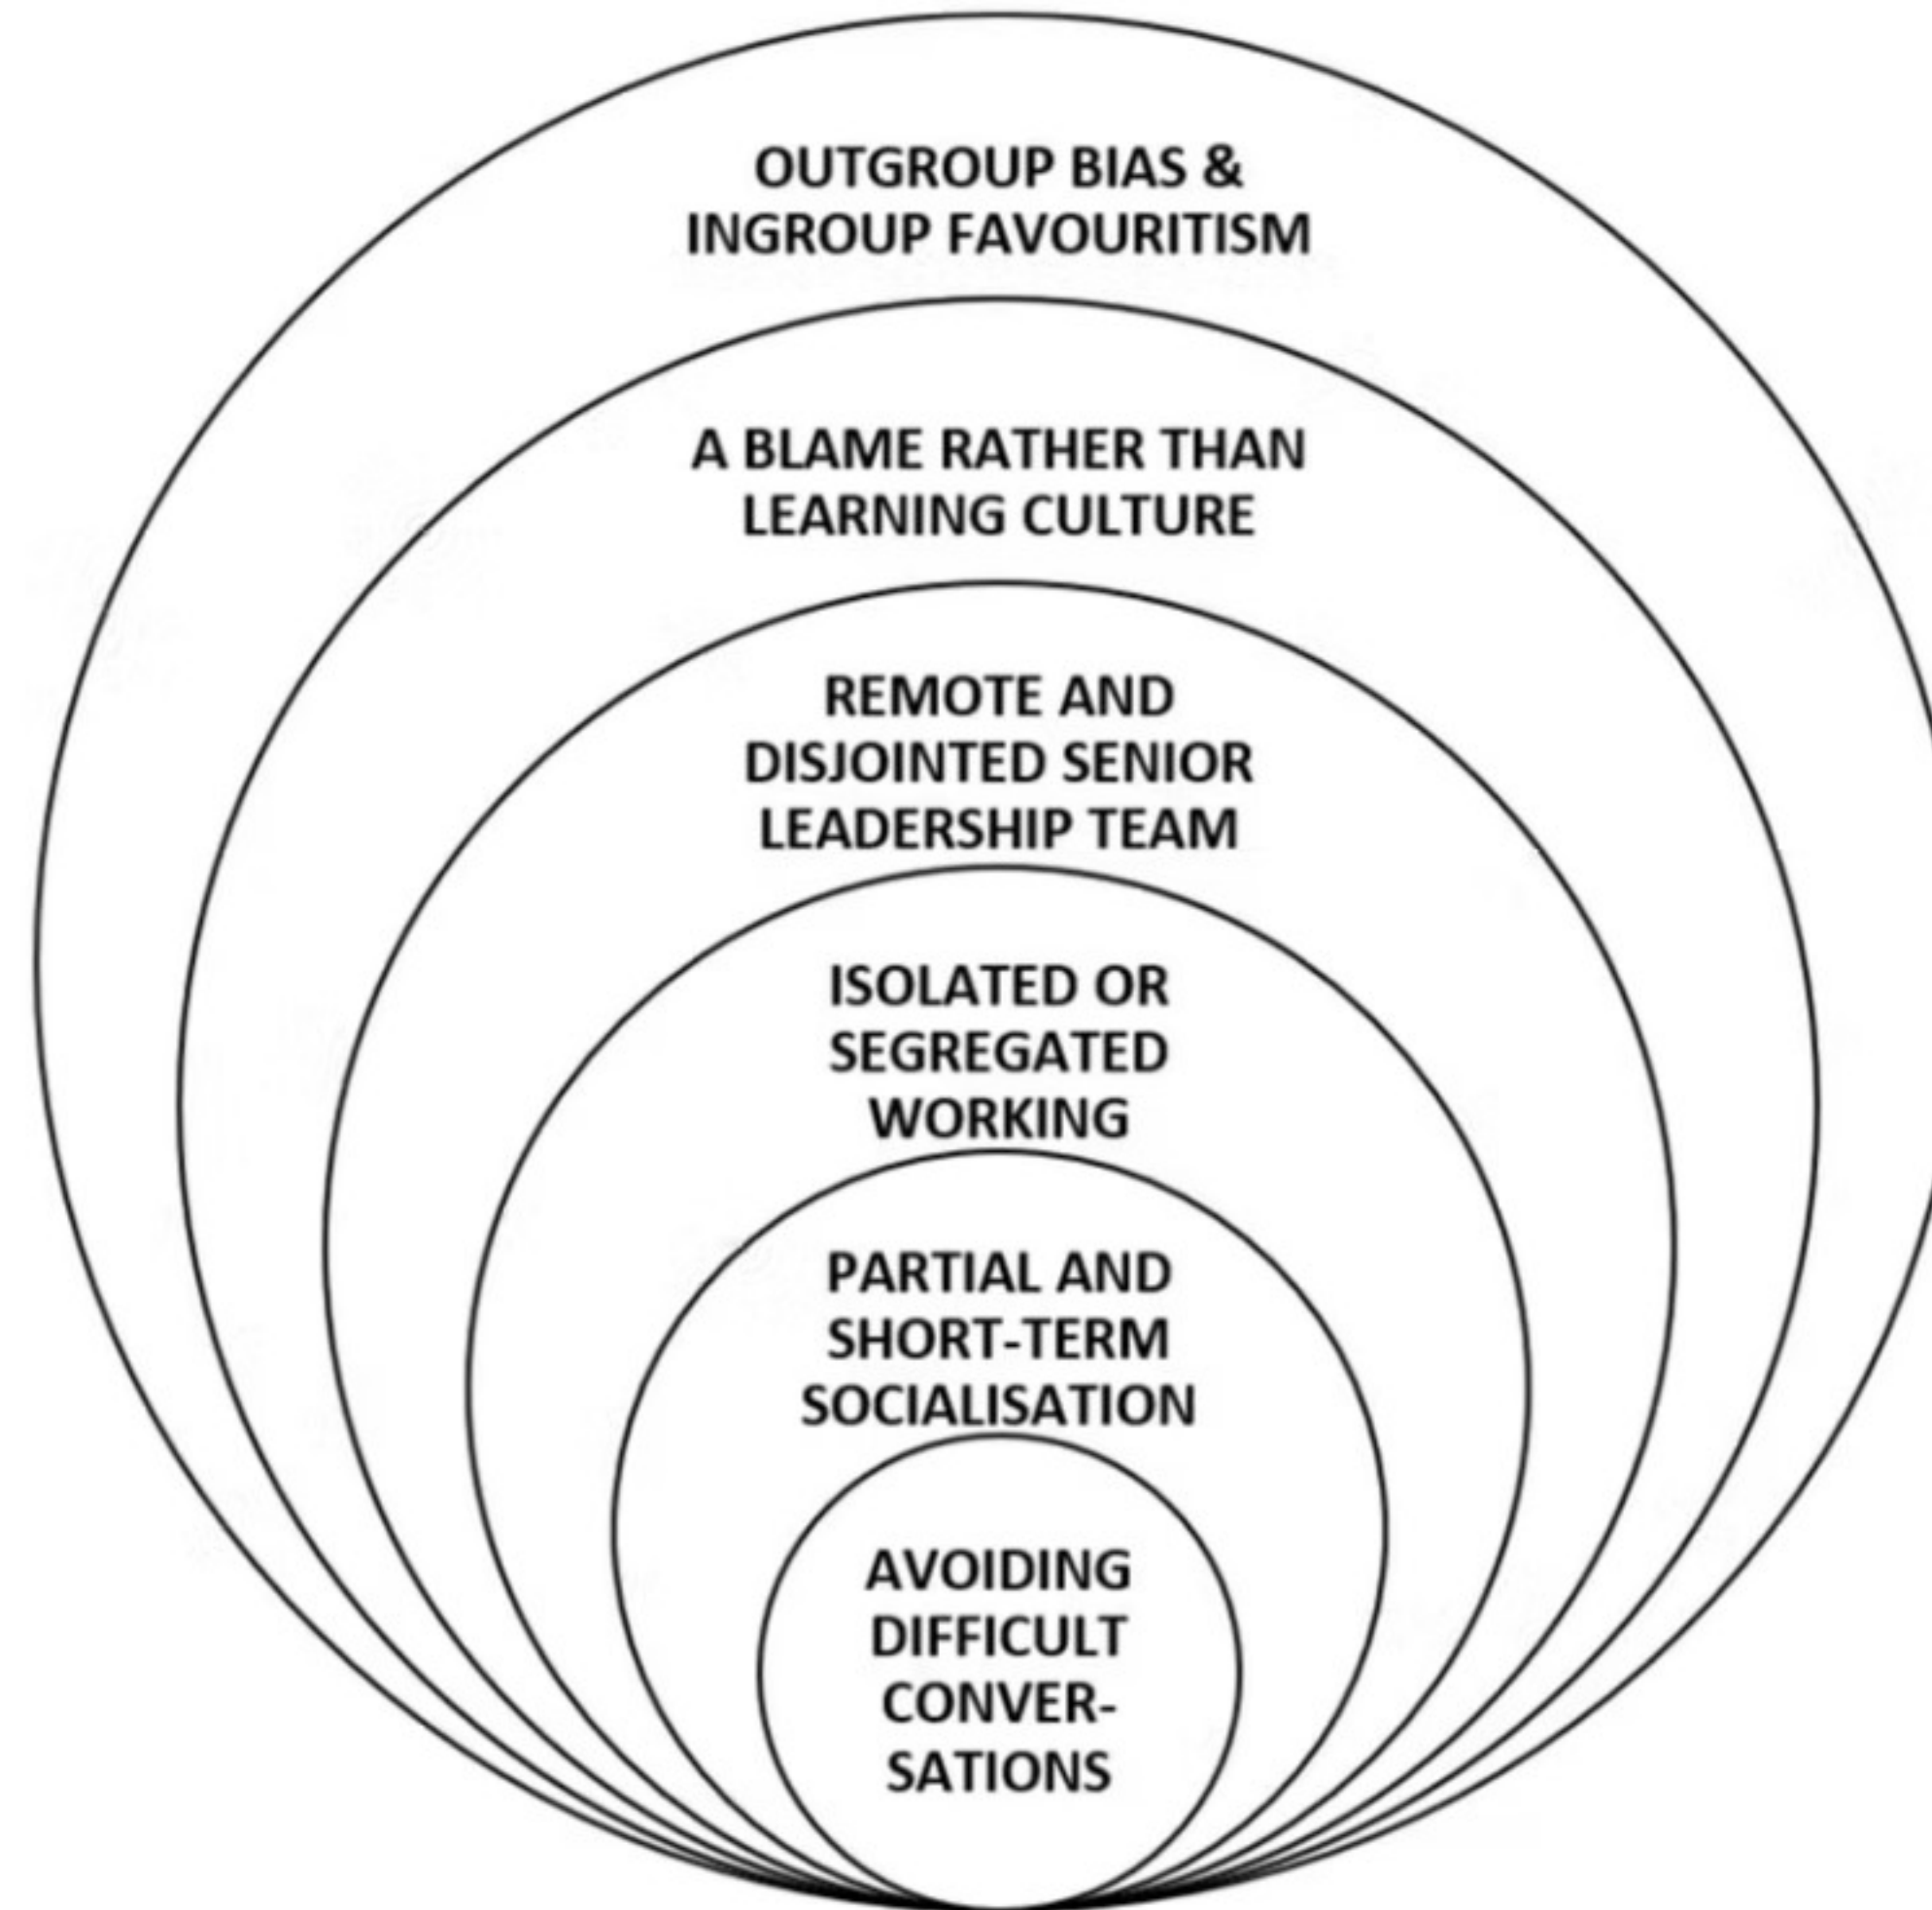 OUTGROUP BIAS &
INGROUP FAVOURITISM
A BLAME RATHER THAN
LEARNING CULTURE
REMOTE AND
DISJOINTED SENIOR
LEADERSHIP TEAM
ISOLATED OR
SEGREGATED
WORKING
PARTIAL AND
SHORT-TERM
SOCIALISATION
AVOIDING
DIFFICULT
CONVER-
SATIONS